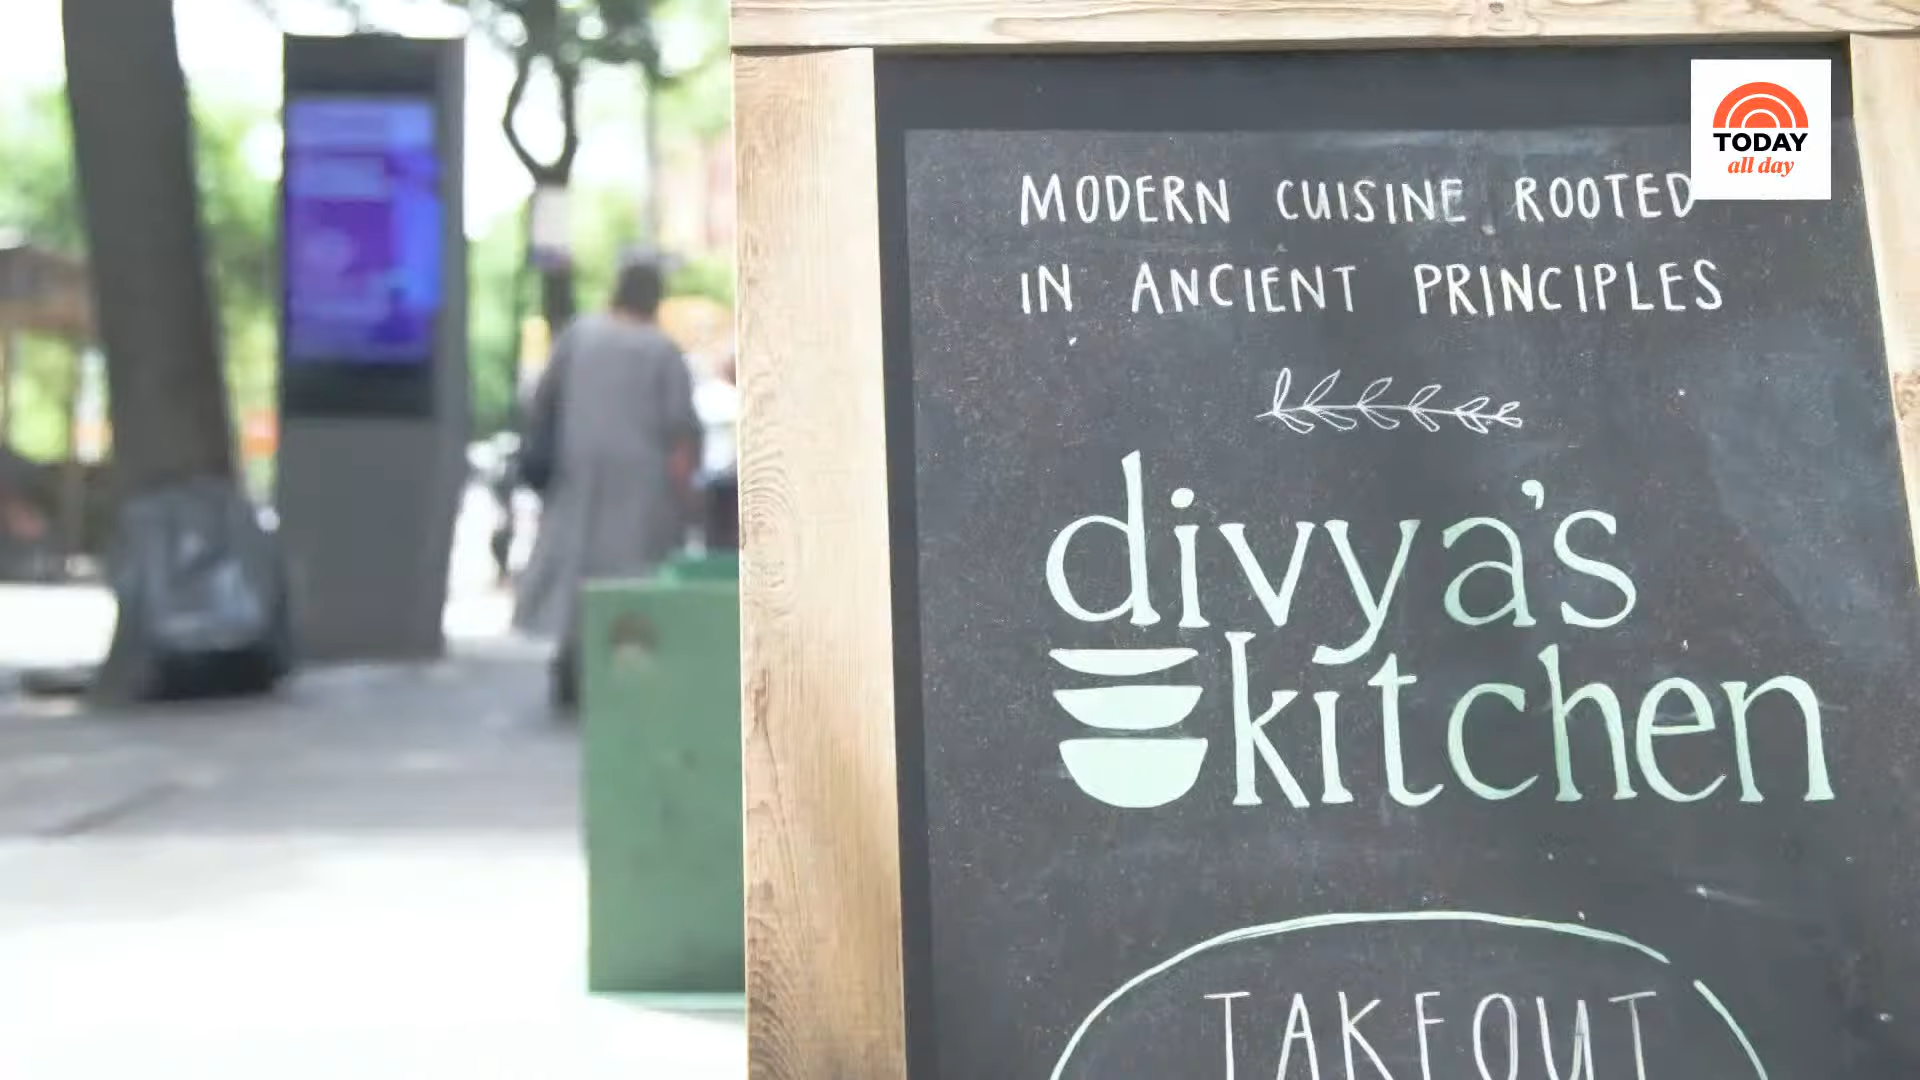 TODAY
all day
MODERN CUISINE ROOTED
IN ANCIENT PRINCIPLES
divya's
kitchen
TAKEOUT